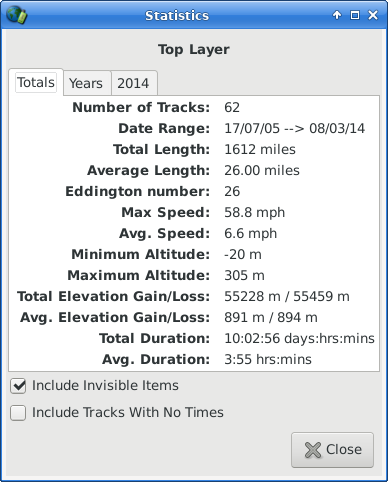 Statistics
Top Layer
Totals Years 2014
Number of Tracks: 62
Date Range: 17/07/05 --> 08/03/14
Total Length: 1612 miles
Average Length: 26.00 miles
Eddington number: 26
Max Speed: 58.8 mph
Avg. Speed: 6.6 mph
Minimum Altitude: -20 m
Maximum Altitude: 305 m
Total Elevation Gain/Loss: 55228 m / 55459 m
Avg. Elevation Gain/Loss: 891 m / 894 m
Total Duration: 10:02:56 days:hrs:mins
Avg. Duration: 3:55 hrs:mins
Include Invisible Items
Include Tracks With No Times
Close